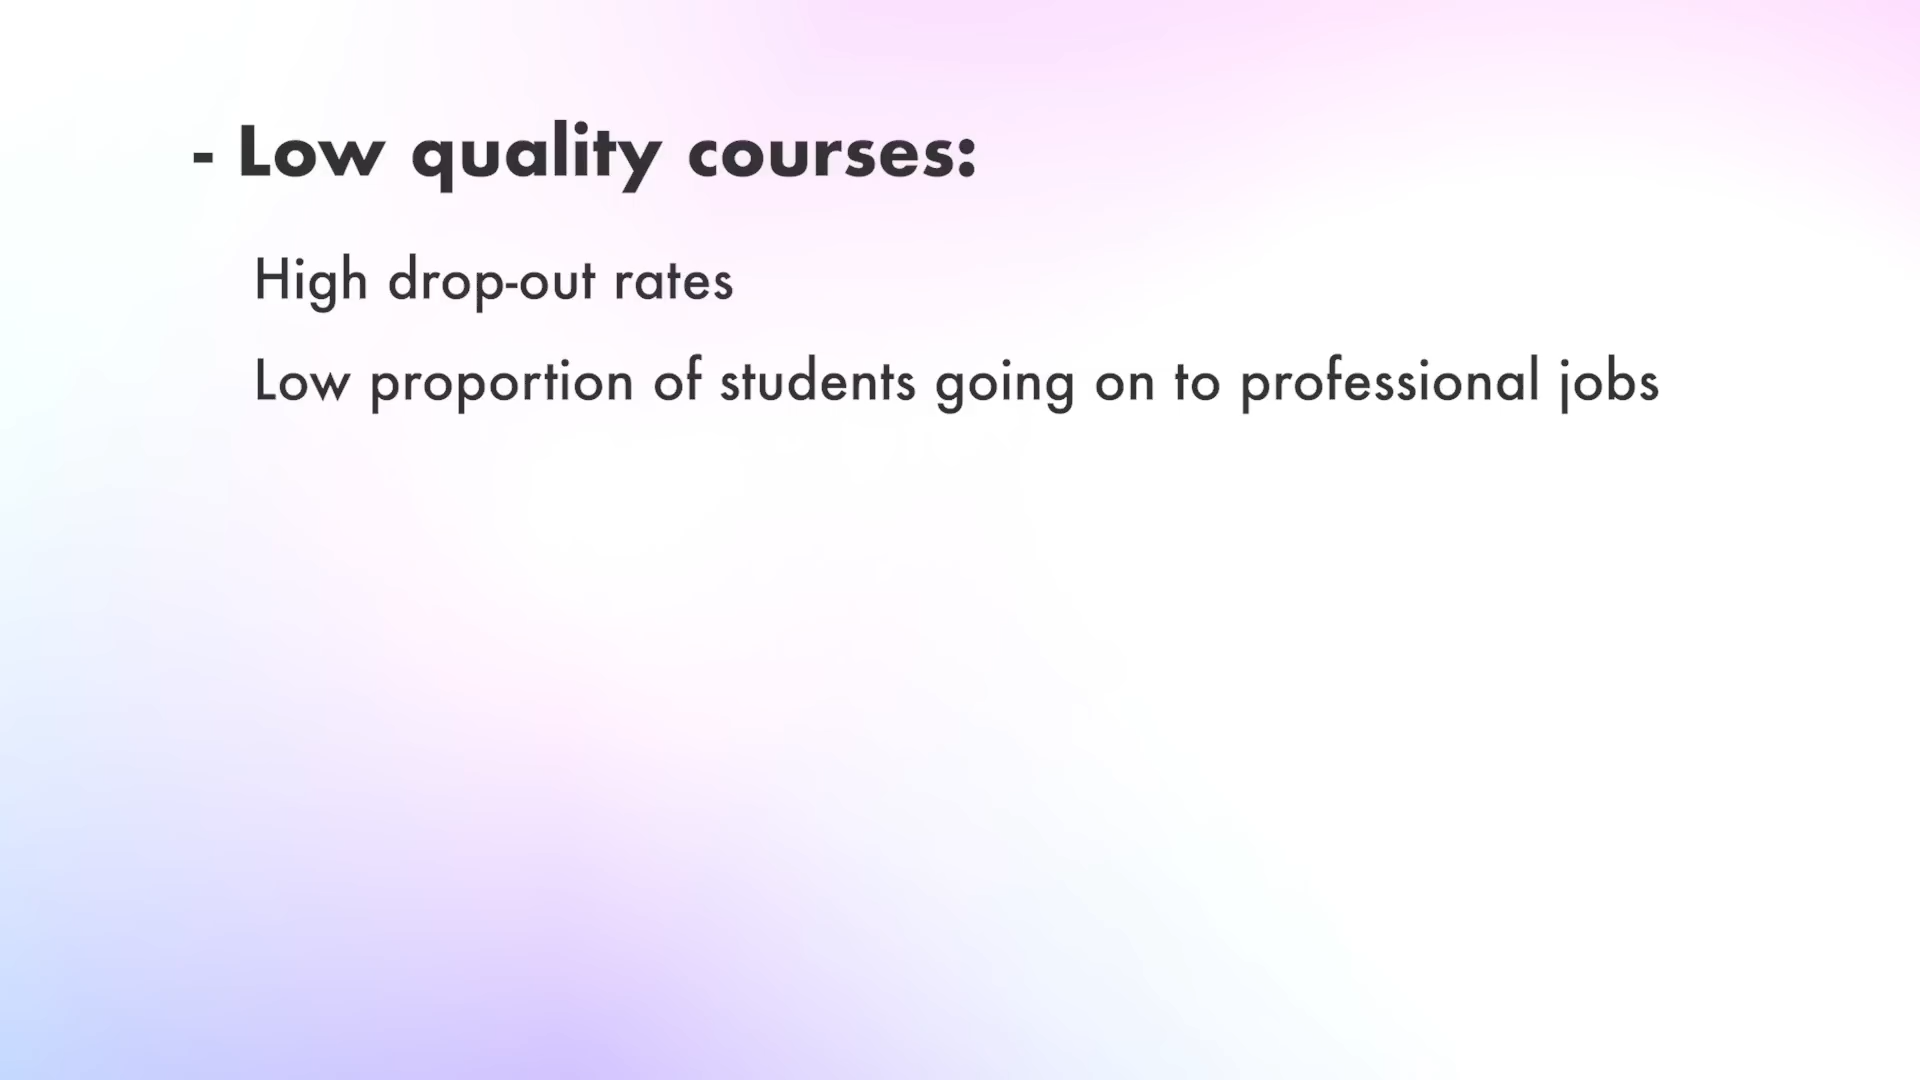 - Low quality courses:
High drop-out rates
Low proportion of students going on to professional jobs